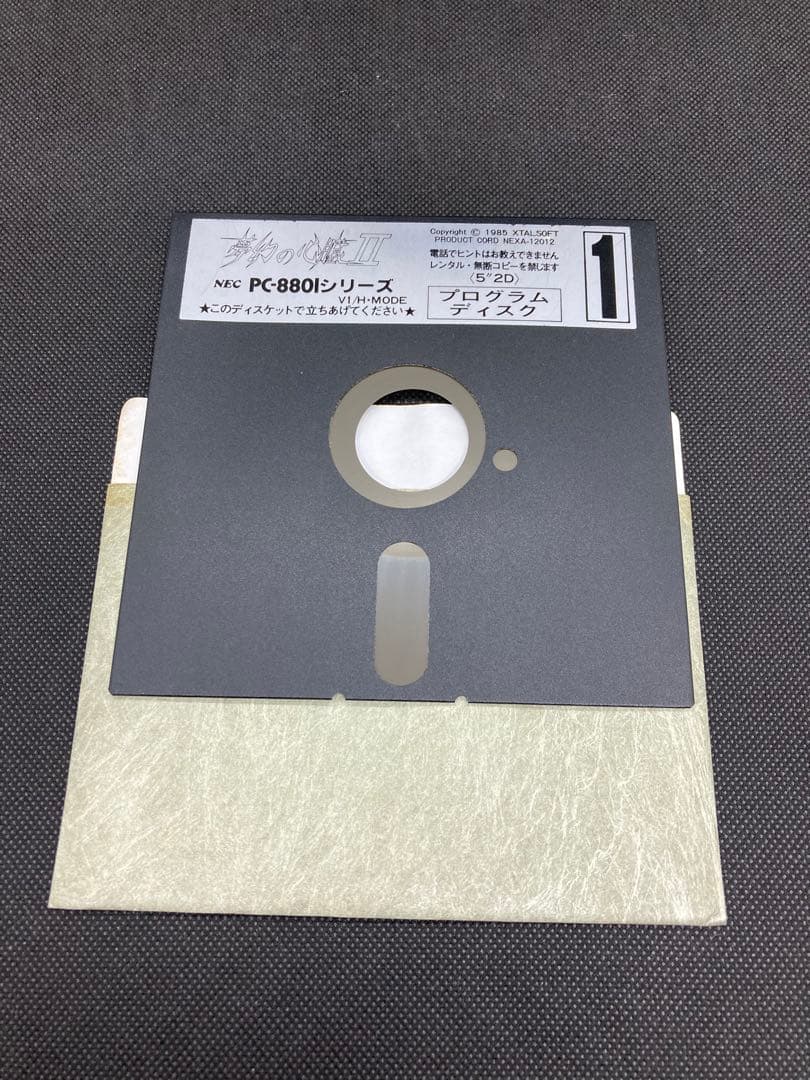 夢幻の心臓II
NEC PC-8801シリーズ
V1/H・MODE
★このディスケットで立ちあげてください★
Copyright © 1985 XTALSOFT
PRODUCT CORD NEXA-12012
電話でヒントはお教えできません
レンタル・無断コピーを禁じます
〈5"2D〉
プログラム
ディスク
1